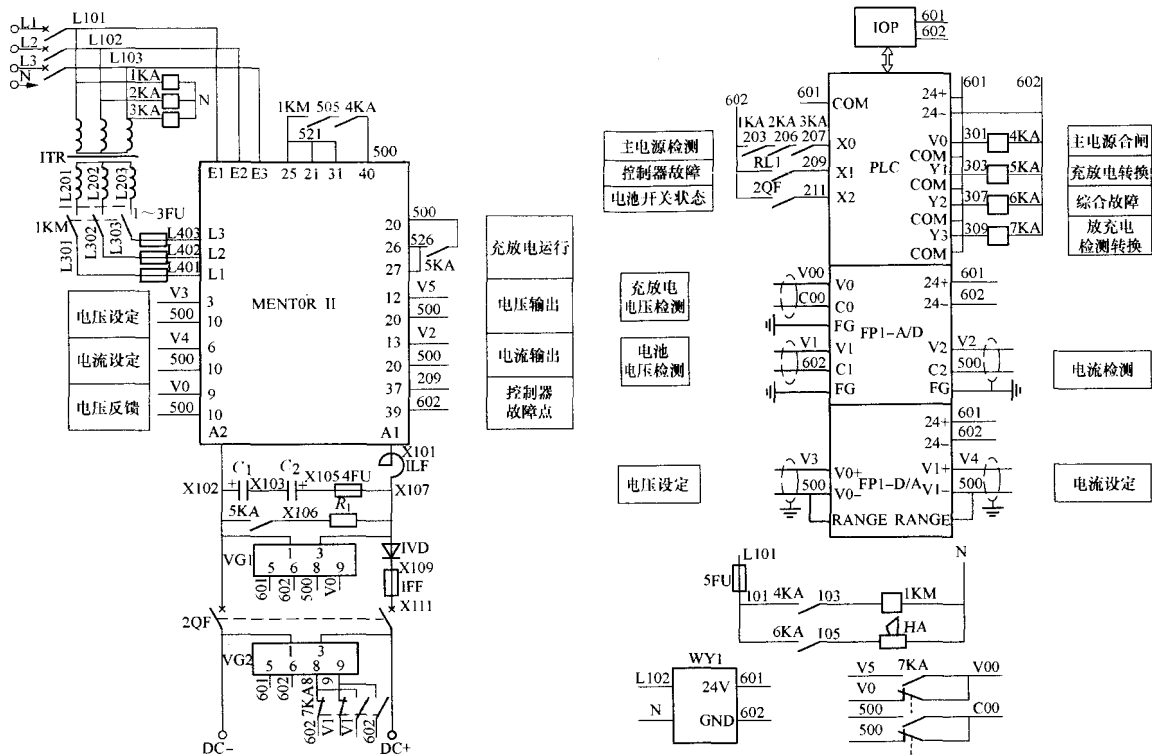 L1
L101
L2
L102
L3
L103
N
1KA
2KA
3KA
N
1TR
L201
L202
L203
1KM
1～3FU
L301
L302
L303
L403
L402
L401
1KM 505 4KA
521
500
E1 E2 E3 25 21 31 40
L3
L2
L1
MENTOR II
20
500
26
526
27
5KA
充放电运行
12
V5
20
500
电压输出
13
V2
20
500
电流输出
37
209
39
602
控制器
故障点
电压设定
V3
3
500
10
电流设定
V4
6
500
10
电压反馈
V0
9
500
10
A2
A1
X101
ILF
X102
C1
X103
C2
X105
4FU
X107
5KA
X106
R1
VG1
1 3
5 6 8 9
601
602
500
V0
IVD
X109
IFF
X111
2QF
VG2
1 3
5 6 8 9
601
602
7KA
8
9
602
V1
V1
602
DC-
DC+
IOP
601
602
601
602
601
602
COM
24+
24-
1KA 2KA 3KA
203 206 207
X0
RL1
209
X1
2QF
211
X2
PLC
主电源检测
控制器故障
电池开关状态
V0
301
4KA
COM
Y1
303
5KA
COM
Y2
307
6KA
COM
Y3
309
7KA
COM
主电源合闸
充放电转换
综合故障
放充电
检测转换
充放电
电压检测
V00
V0
C00
C0
FG
24+
601
24-
602
FP1-A/D
电池
电压检测
V1
V1
602
C1
FG
V2
V2
C2
500
FG
电流检测
24+
601
24-
602
电压设定
V3
V0+
500
V0-
FP1-D/A
V1+
V4
V1-
500
RANGE RANGE
电流设定
L101
N
5FU
101
4KA
103
1KM
6KA
105
HA
WY1
L102
24V
601
N
GND
602
V5
7KA
V00
V0
500
C00
500